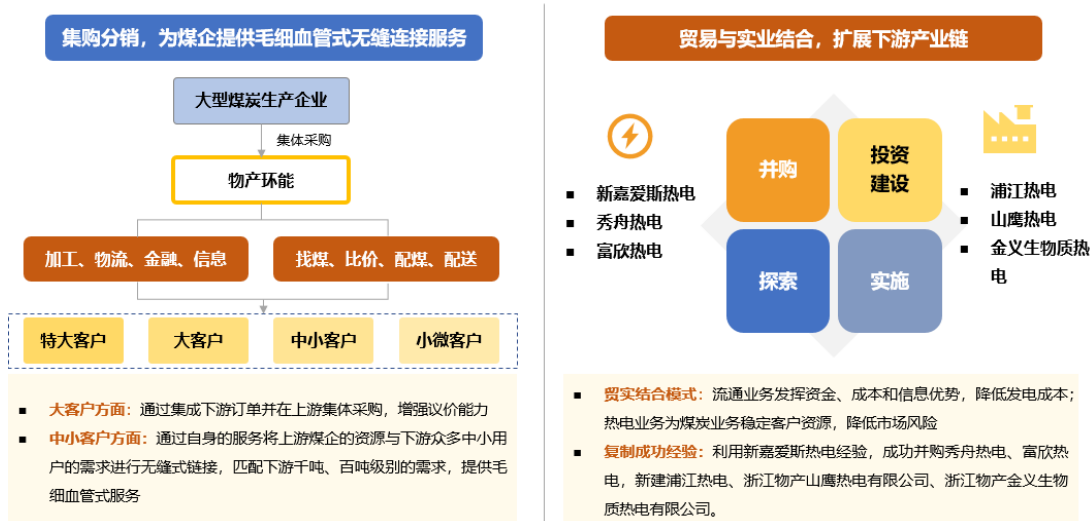 集购分销，为煤企提供毛细血管式无缝连接服务
大型煤炭生产企业
集体采购
物产环能
加工、物流、金融、信息
找煤、比价、配煤、配送
特大客户
大客户
中小客户
小微客户
■ 大客户方面：通过集成下游订单并在上游集体采购，增强议价能力
■ 中小客户方面：通过自身的服务将上游煤企的资源与下游众多中小用
户的需求进行无缝式链接，匹配下游千吨、百吨级别的需求，提供毛
细血管式服务
贸易与实业结合，扩展下游产业链
■ 新嘉爱斯热电
■ 秀舟热电
■ 富欣热电
并购
投资
建设
探索
实施
■ 浦江热电
■ 山鹰热电
■ 金义生物质热
电
■ 贸实结合模式：流通业务发挥资金、成本和信息优势，降低发电成本；
热电业务为煤炭业务稳定客户资源，降低市场风险
■ 复制成功经验：利用新嘉爱斯热电经验，成功并购秀舟热电、富欣热
电，新建浦江热电、浙江物产山鹰热电有限公司、浙江物产金义生物
质热电有限公司。